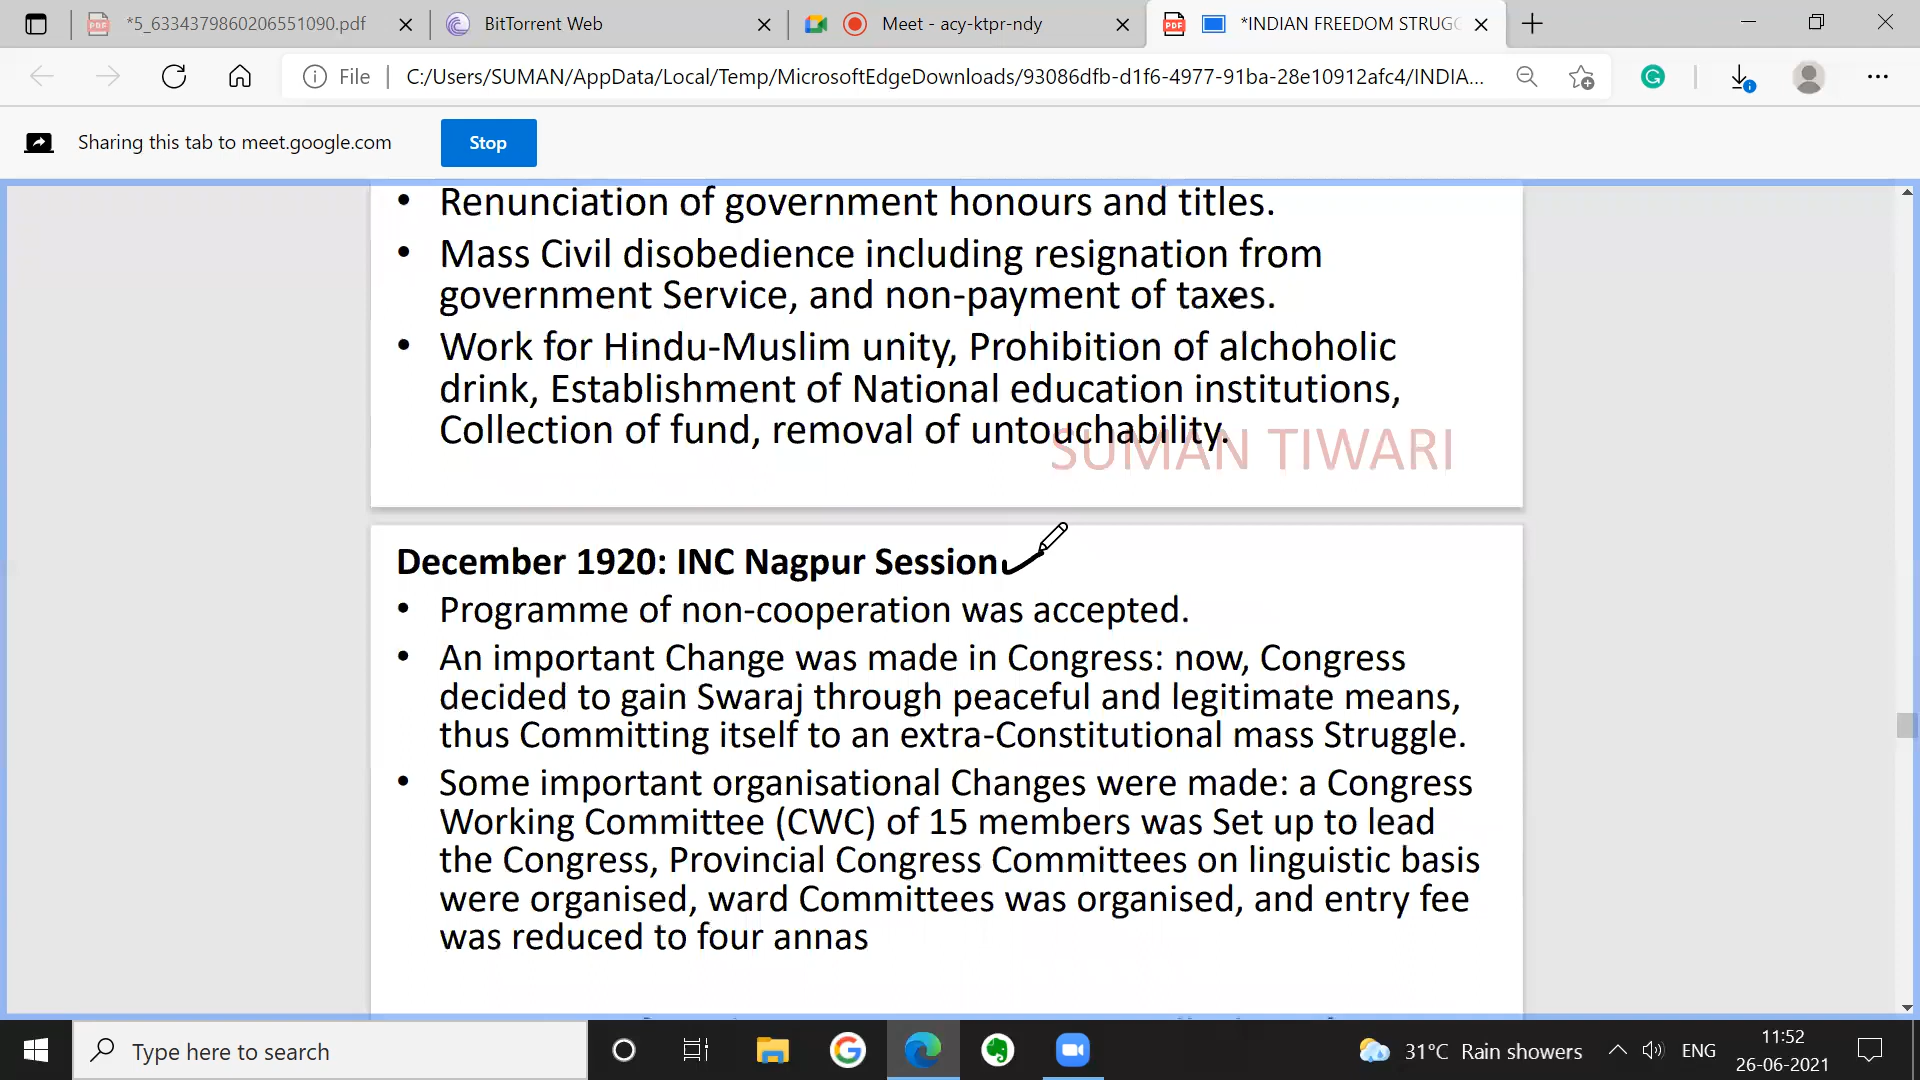 *5_6334379860206551090.pdf
BitTorrent Web
Meet - acy-ktpr-ndy
*INDIAN FREEDOM STRUGG
File
C:/Users/SUMAN/AppData/Local/Temp/MicrosoftEdgeDownloads/93086dfb-d1f6-4977-91ba-28e10912afc4/INDIA...
Sharing this tab to meet.google.com
Stop
• Renunciation of government honours and titles.
• Mass Civil disobedience including resignation from
government Service, and non-payment of taxes.
• Work for Hindu-Muslim unity, Prohibition of alchoholic
drink, Establishment of National education institutions,
Collection of fund, removal of untouchability.
SUMAN TIWARI
December 1920: INC Nagpur Session
• Programme of non-cooperation was accepted.
• An important Change was made in Congress: now, Congress
decided to gain Swaraj through peaceful and legitimate means,
thus Committing itself to an extra-Constitutional mass Struggle.
• Some important organisational Changes were made: a Congress
Working Committee (CWC) of 15 members was Set up to lead
the Congress, Provincial Congress Committees on linguistic basis
were organised, ward Committees was organised, and entry fee
was reduced to four annas
Type here to search
31°C Rain showers
ENG
11:52
26-06-2021